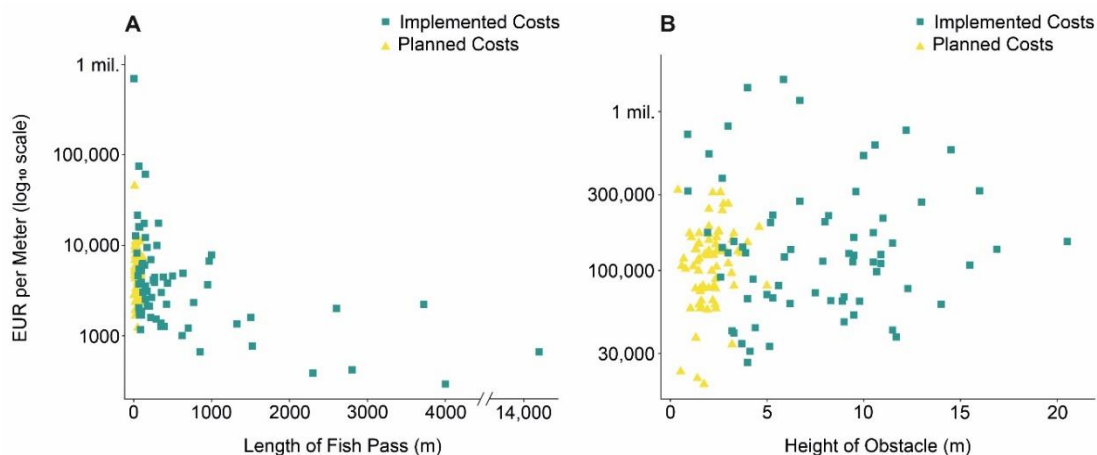 A
Implemented Costs
Planned Costs
EUR per Meter (log₁₀ scale)
1 mil.
100,000
10,000
1000
0
1000
2000
3000
4000
14,000
Length of Fish Pass (m)
B
Implemented Costs
Planned Costs
1 mil.
300,000
100,000
30,000
0
5
10
15
20
Height of Obstacle (m)